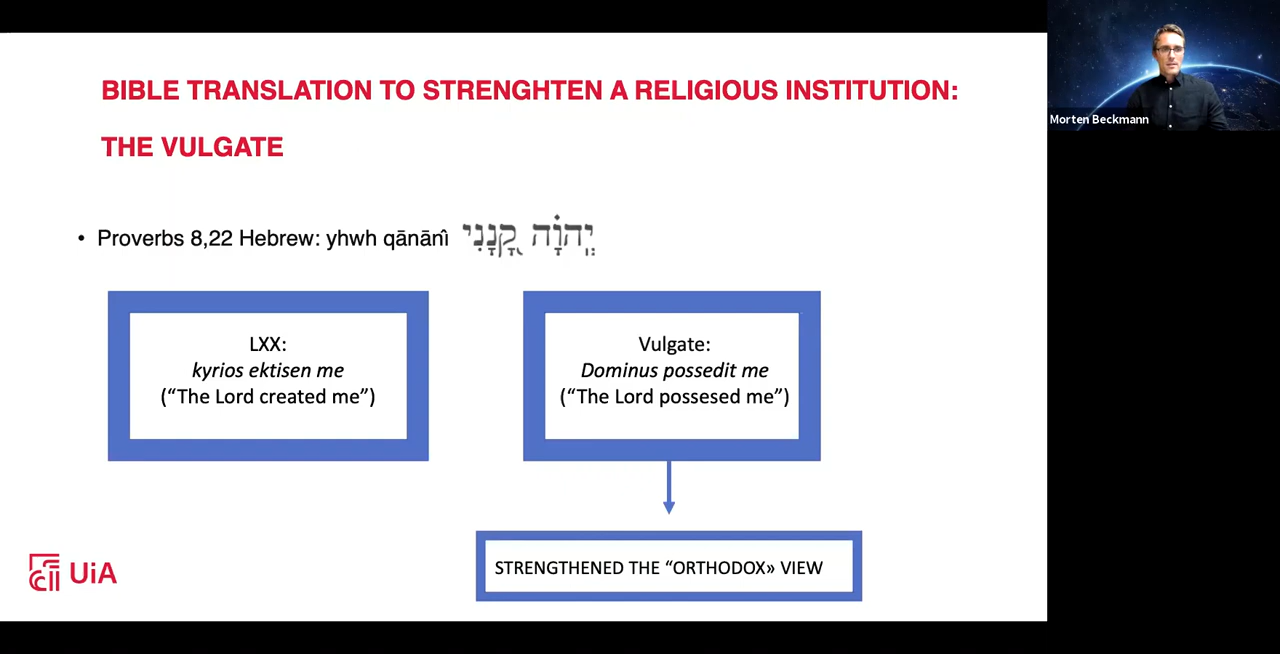 BIBLE TRANSLATION TO STRENGHTEN A RELIGIOUS INSTITUTION:
THE VULGATE
• Proverbs 8,22 Hebrew: yhwh qānānî יְֽהוָ֗ה קָ֭נָנִי
LXX:
kyrios ektisen me
(“The Lord created me”)
Vulgate:
Dominus possedit me
(“The Lord possesed me”)
STRENGTHENED THE “ORTHODOX» VIEW
UiA
Morten Beckmann